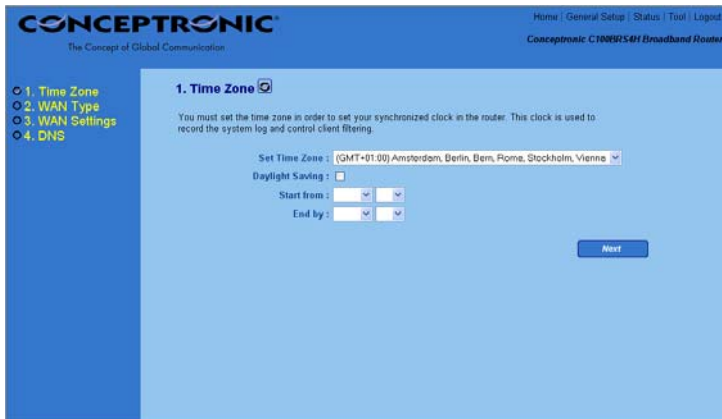 CONCEPTRONIC
The Concept of Global Communication
Home | General Setup | Status | Tool | Logout
Conceptronic C100BRS4H Broadband Router
1. Time Zone
2. WAN Type
3. WAN Settings
4. DNS
1. Time Zone
You must set the time zone in order to set your synchronized clock in the router. This clock is used to
record the system log and control client filtering.
Set Time Zone : (GMT+01:00) Amsterdam, Berlin, Bern, Rome, Stockholm, Vienna
Daylight Saving :
Start from :
End by :
Next